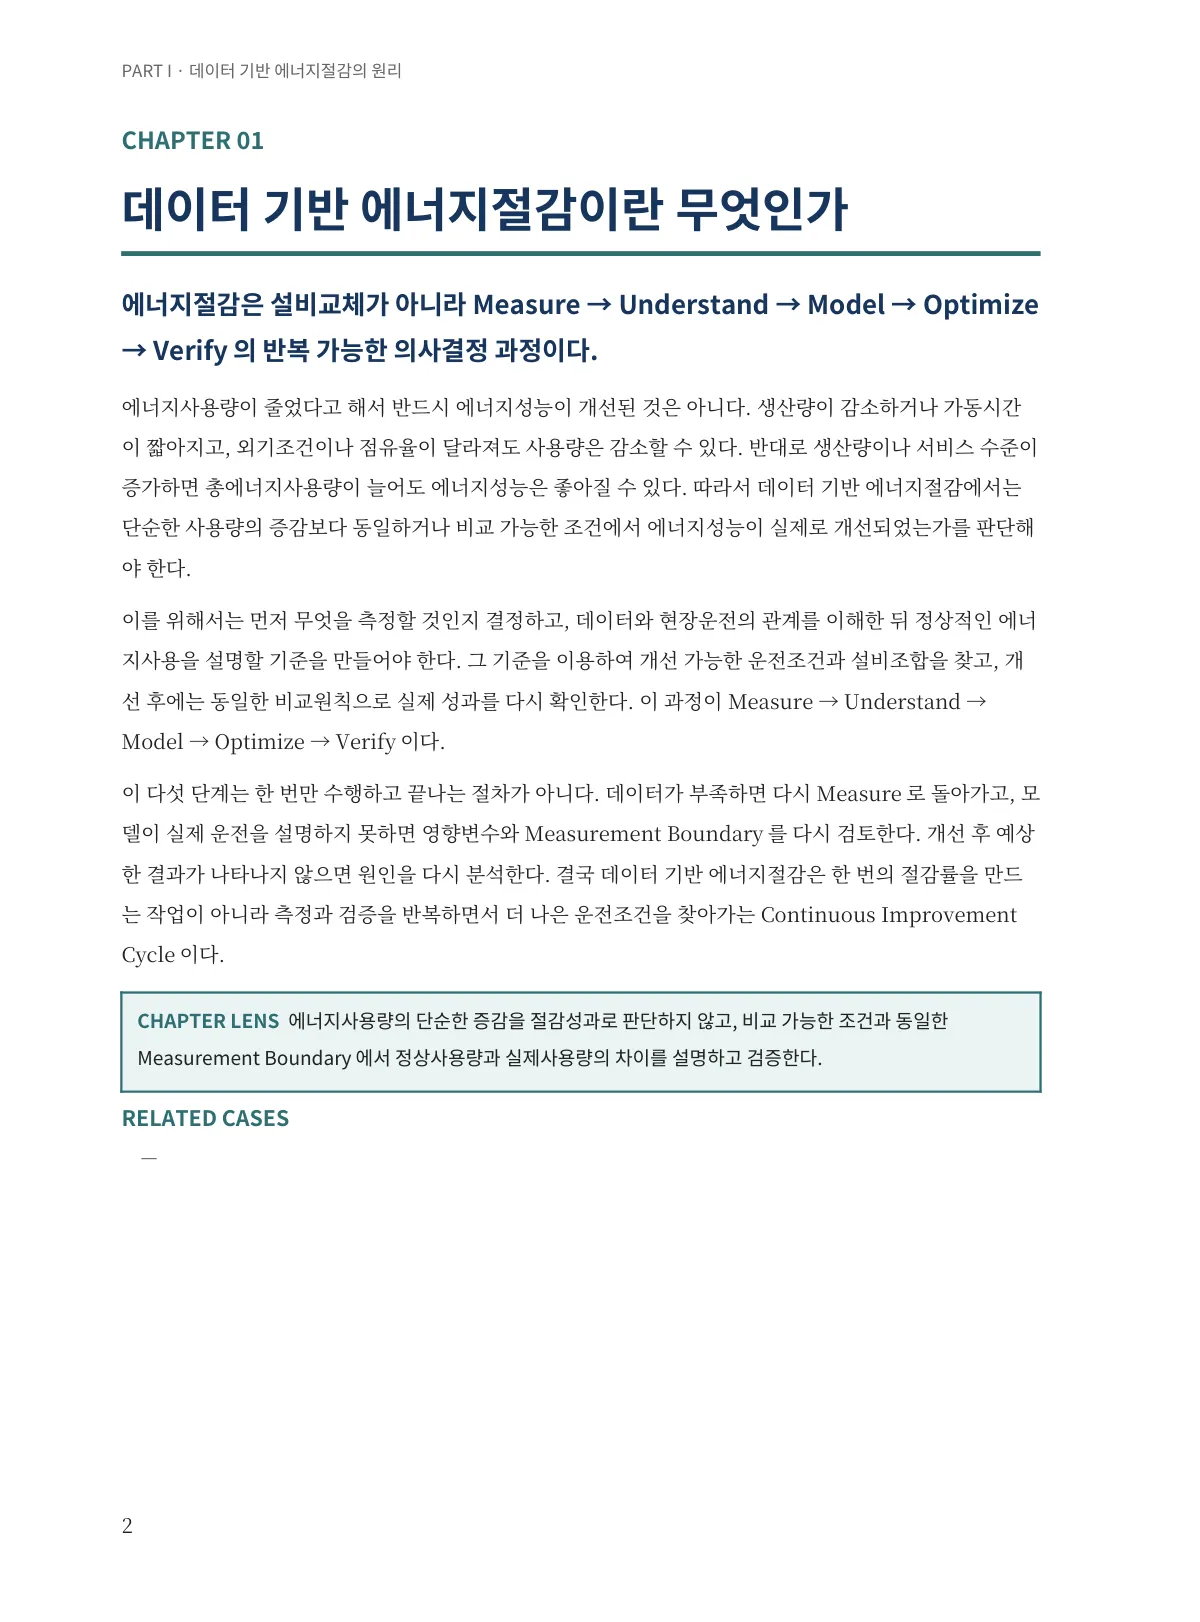 PART I · 데이터 기반 에너지절감의 원리
CHAPTER 01
데이터 기반 에너지절감이란 무엇인가
에너지절감은 설비교체가 아니라 Measure → Understand → Model → Optimize
→ Verify 의 반복 가능한 의사결정 과정이다.
에너지사용량이 줄었다고 해서 반드시 에너지성능이 개선된 것은 아니다. 생산량이 감소하거나 가동시간
이 짧아지고, 외기조건이나 점유율이 달라져도 사용량은 감소할 수 있다. 반대로 생산량이나 서비스 수준이
증가하면 총에너지사용량이 늘어도 에너지성능은 좋아질 수 있다. 따라서 데이터 기반 에너지절감에서는
단순한 사용량의 증감보다 동일하거나 비교 가능한 조건에서 에너지성능이 실제로 개선되었는가를 판단해
야 한다.
이를 위해서는 먼저 무엇을 측정할 것인지 결정하고, 데이터와 현장운전의 관계를 이해한 뒤 정상적인 에너
지사용을 설명할 기준을 만들어야 한다. 그 기준을 이용하여 개선 가능한 운전조건과 설비조합을 찾고, 개
선 후에는 동일한 비교원칙으로 실제 성과를 다시 확인한다. 이 과정이 Measure → Understand →
Model → Optimize → Verify 이다.
이 다섯 단계는 한 번만 수행하고 끝나는 절차가 아니다. 데이터가 부족하면 다시 Measure 로 돌아가고, 모
델이 실제 운전을 설명하지 못하면 영향변수와 Measurement Boundary 를 다시 검토한다. 개선 후 예상
한 결과가 나타나지 않으면 원인을 다시 분석한다. 결국 데이터 기반 에너지절감은 한 번의 절감률을 만드
는 작업이 아니라 측정과 검증을 반복하면서 더 나은 운전조건을 찾아가는 Continuous Improvement
Cycle 이다.
CHAPTER LENS 에너지사용량의 단순한 증감을 절감성과로 판단하지 않고, 비교 가능한 조건과 동일한
Measurement Boundary 에서 정상사용량과 실제사용량의 차이를 설명하고 검증한다.
RELATED CASES
—
2